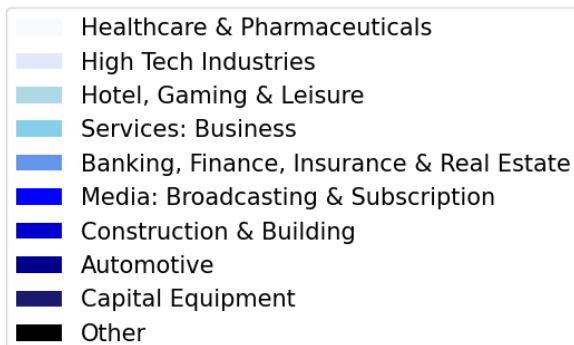 Healthcare & Pharmaceuticals
High Tech Industries
Hotel, Gaming & Leisure
Services: Business
Banking, Finance, Insurance & Real Estate
Media: Broadcasting & Subscription
Construction & Building
Automotive
Capital Equipment
Other